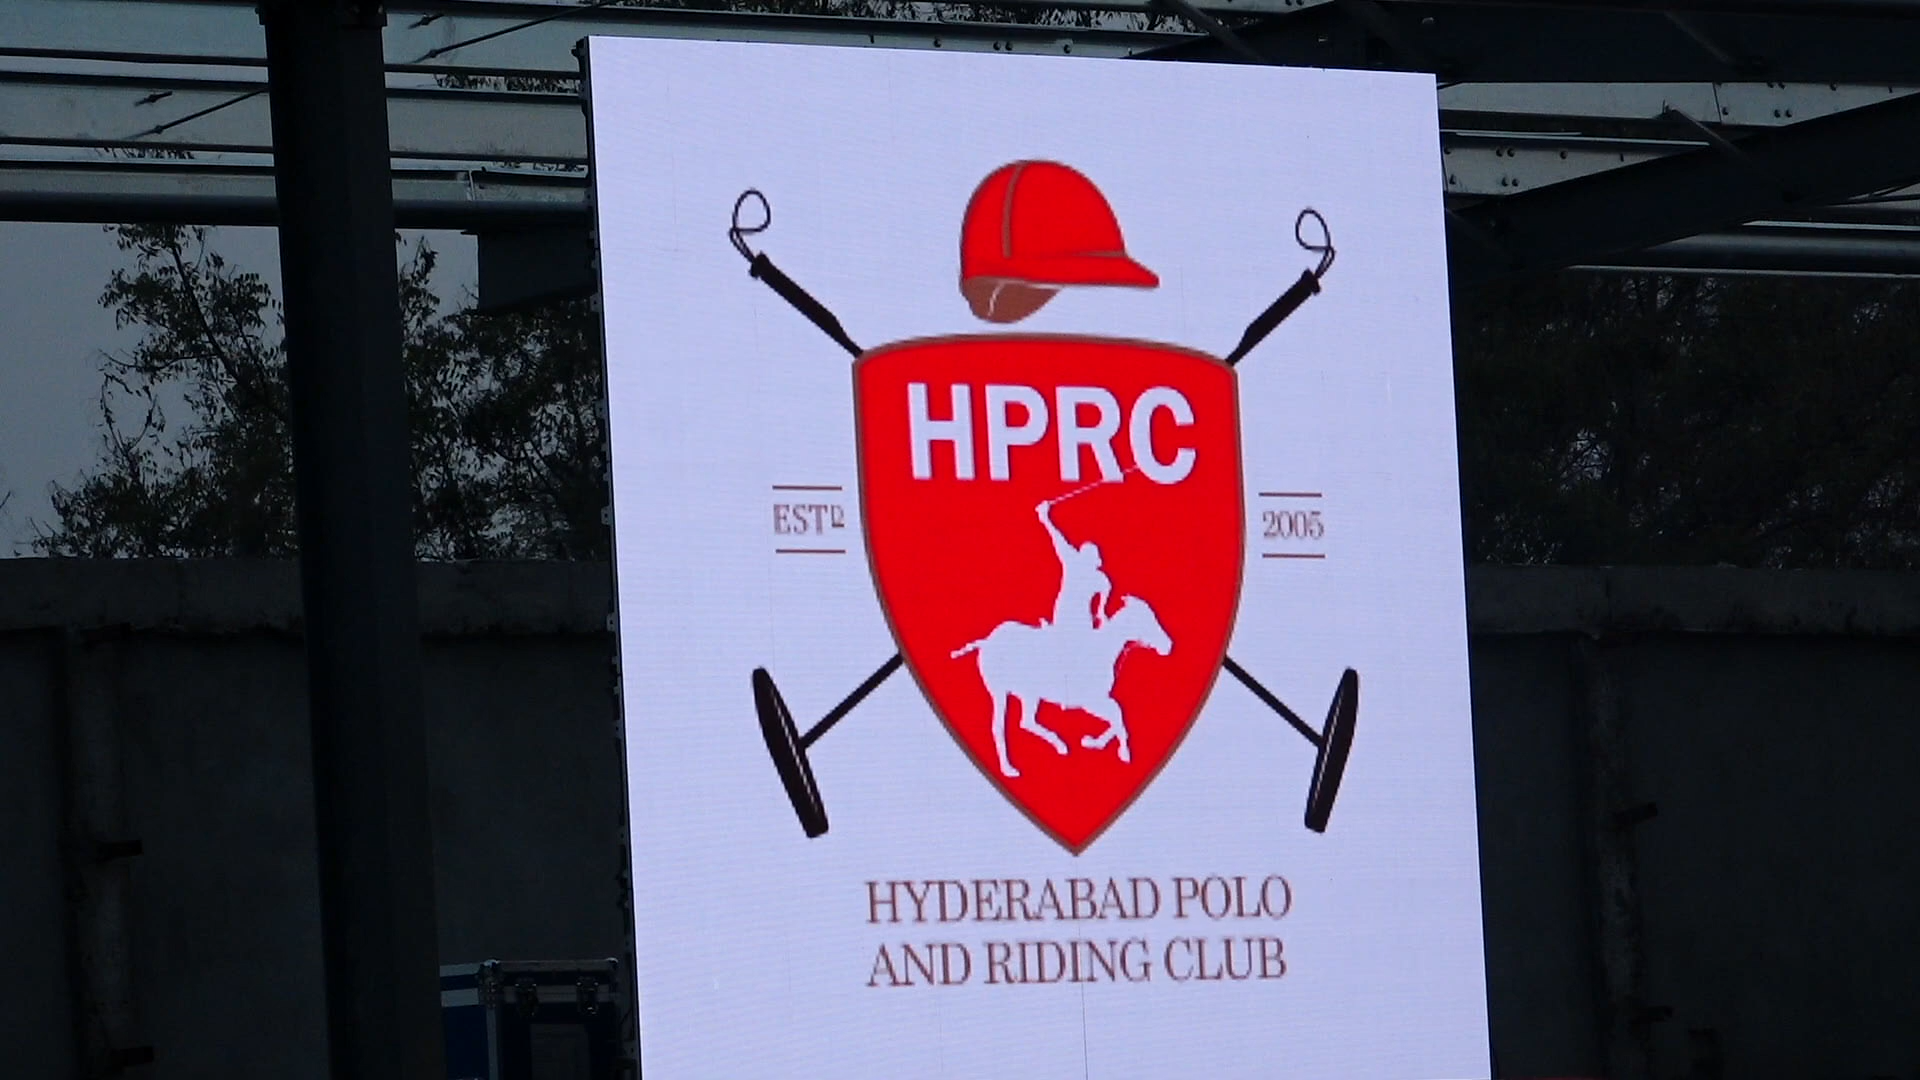 HPRC
ESTD
2005
HYDERABAD POLO
AND RIDING CLUB